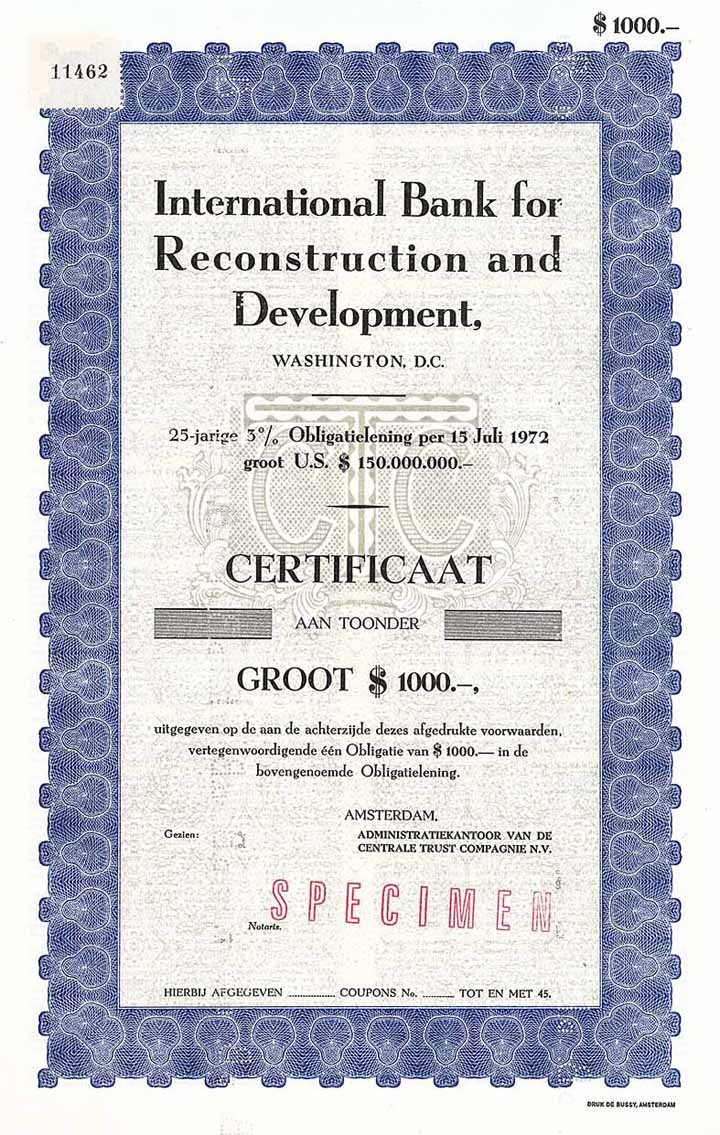 $ 1000.–
11462
International Bank for
Reconstruction and
Development,
WASHINGTON, D.C.
25-jarige 3% Obligatielening per 15 Juli 1972
groot U.S. $ 150.000.000.–
CTC
CERTIFICAAT
AAN TOONDER
GROOT $ 1000.–,
uitgegeven op de aan de achterzijde dezes afgedrukte voorwaarden,
vertegenwoordigende één Obligatie van $ 1000.— in de
bovengenoemde Obligatielening.
AMSTERDAM,
Gezien:
ADMINISTRATIEKANTOOR VAN DE
CENTRALE TRUST COMPAGNIE N.V.
SPECIMEN
Notaris.
HIERBIJ AFGEGEVEN ................ COUPONS No. ........... TOT EN MET 45.
DRUK DE BUSSY, AMSTERDAM